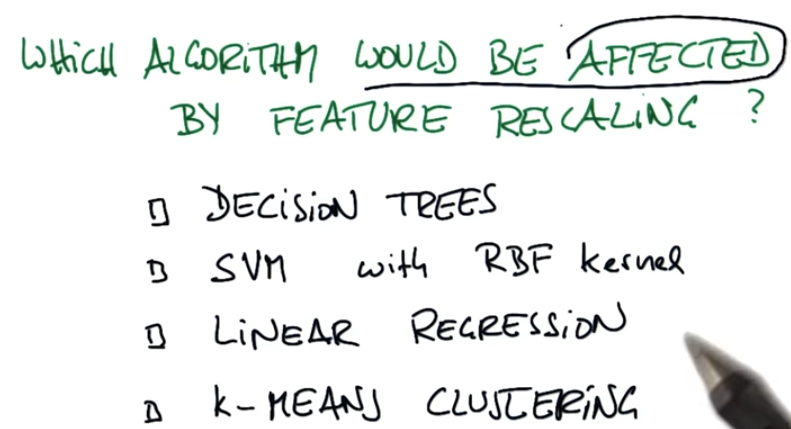 WHiCH ALGORiTHM WOULD BE AFFECTED
BY FEATURE RESCALiNG ?
DECiSiON TREES
SVM with RBF kernel
LiNEAR REGRESSiON
K-MEANS CLUSTERiNG